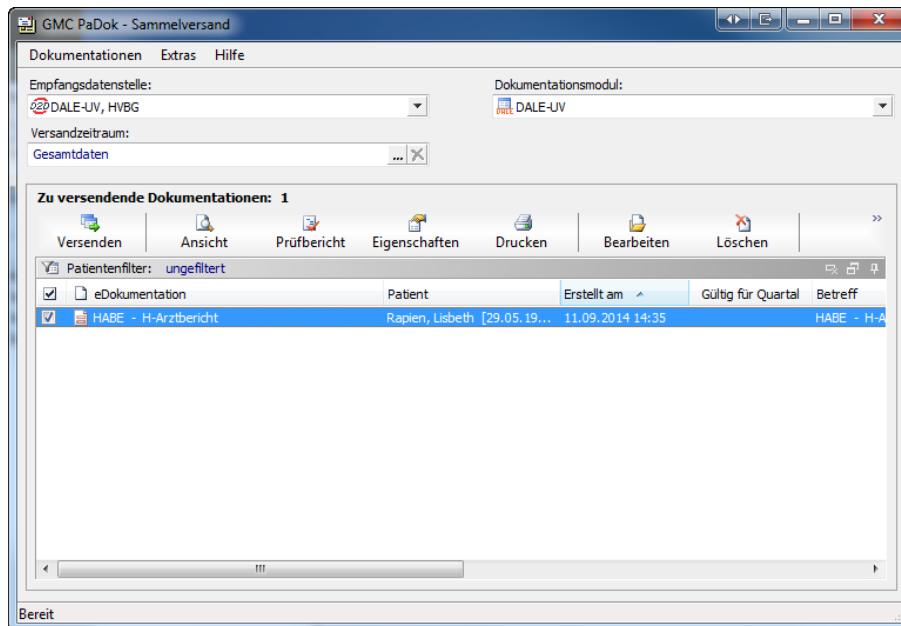 GMC PaDok - Sammelversand
Dokumentationen Extras Hilfe
Empfangsdatenstelle: Dokumentationsmodul:
D2D DALE-UV, HVBG DALE DALE-UV
Versandzeitraum:
Gesamtdaten ...
Zu versendende Dokumentationen: 1
Versenden Ansicht Prüfbericht Eigenschaften Drucken Bearbeiten Löschen »
Patientenfilter: ungefiltert
eDokumentation Patient Erstellt am Gültig für Quartal Betreff
HABE - H-Arztbericht Rapien, Lisbeth [29.05.19... 11.09.2014 14:35 HABE - H-A
Bereit